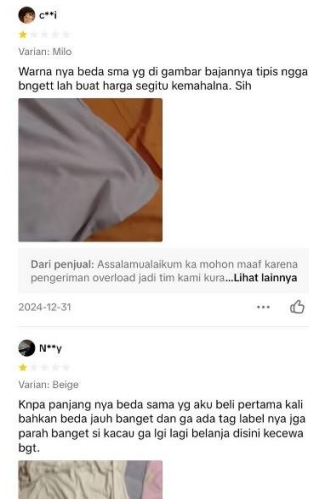 c**i
Varian: Milo
Warna nya beda sma yg di gambar bajannya tipis ngga
bngett lah buat harga segitu kemahalna. Sih
Dari penjual: Assalamualaikum ka mohon maaf karena
pengeriman overload jadi tim kami kura...Lihat lainnya
2024-12-31
N**y
Varian: Beige
Knpa panjang nya beda sama yg aku beli pertama kali
bahkan beda jauh banget dan ga ada tag label nya jga
parah banget si kacau ga lgi lagi belanja disini kecewa
bgt.